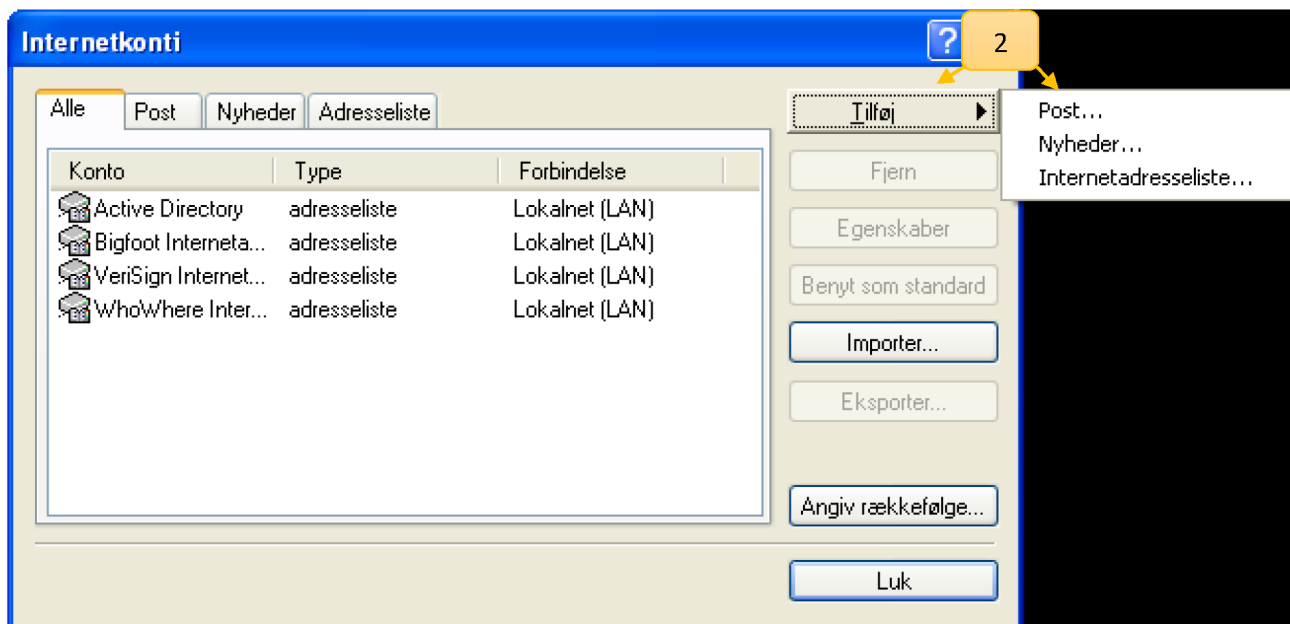 Internetkonti
?
2
Alle Post Nyheder Adresseliste
Tilføj
Post...
Nyheder...
Internetadresseliste...
Konto Type Forbindelse
Active Directory adresseliste Lokalnet (LAN)
Bigfoot Interneta... adresseliste Lokalnet (LAN)
VeriSign Internet... adresseliste Lokalnet (LAN)
WhoWhere Inter... adresseliste Lokalnet (LAN)
Fjern
Egenskaber
Benyt som standard
Importer...
Eksporter...
Angiv rækkefølge...
Luk